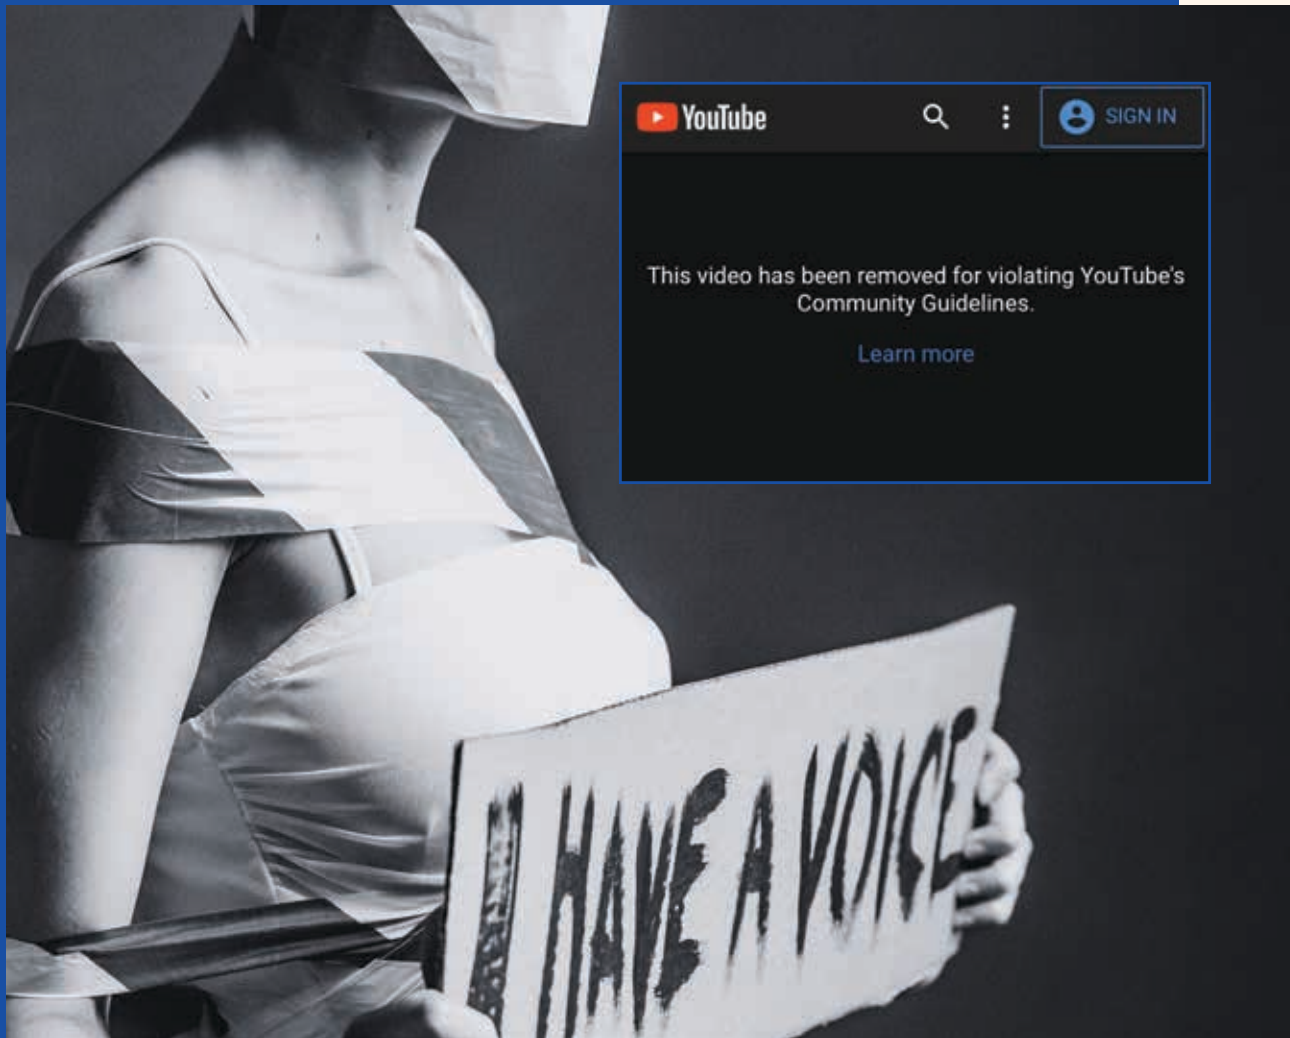 YouTube
SIGN IN
This video has been removed for violating YouTube's
Community Guidelines.
Learn more
I HAVE A VOICE